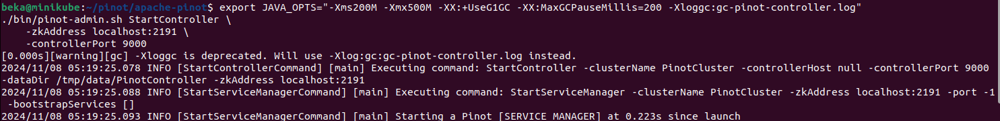 beka@minikube:~/pinot/apache-pinot$ export JAVA_OPTS="-Xms200M -Xmx500M -XX:+UseG1GC -XX:MaxGCPauseMillis=200 -Xloggc:gc-pinot-controller.log"
./bin/pinot-admin.sh StartController \
    -zkAddress localhost:2191 \
    -controllerPort 9000
[0.000s][warning][gc] -Xloggc is deprecated. Will use -Xlog:gc:gc-pinot-controller.log instead.
2024/11/08 05:19:25.078 INFO [StartControllerCommand] [main] Executing command: StartController -clusterName PinotCluster -controllerHost null -controllerPort 9000
-dataDir /tmp/data/PinotController -zkAddress localhost:2191
2024/11/08 05:19:25.088 INFO [StartServiceManagerCommand] [main] Executing command: StartServiceManager -clusterName PinotCluster -zkAddress localhost:2191 -port -1
 -bootstrapServices []
2024/11/08 05:19:25.093 INFO [StartServiceManagerCommand] [main] Starting a Pinot [SERVICE_MANAGER] at 0.223s since launch